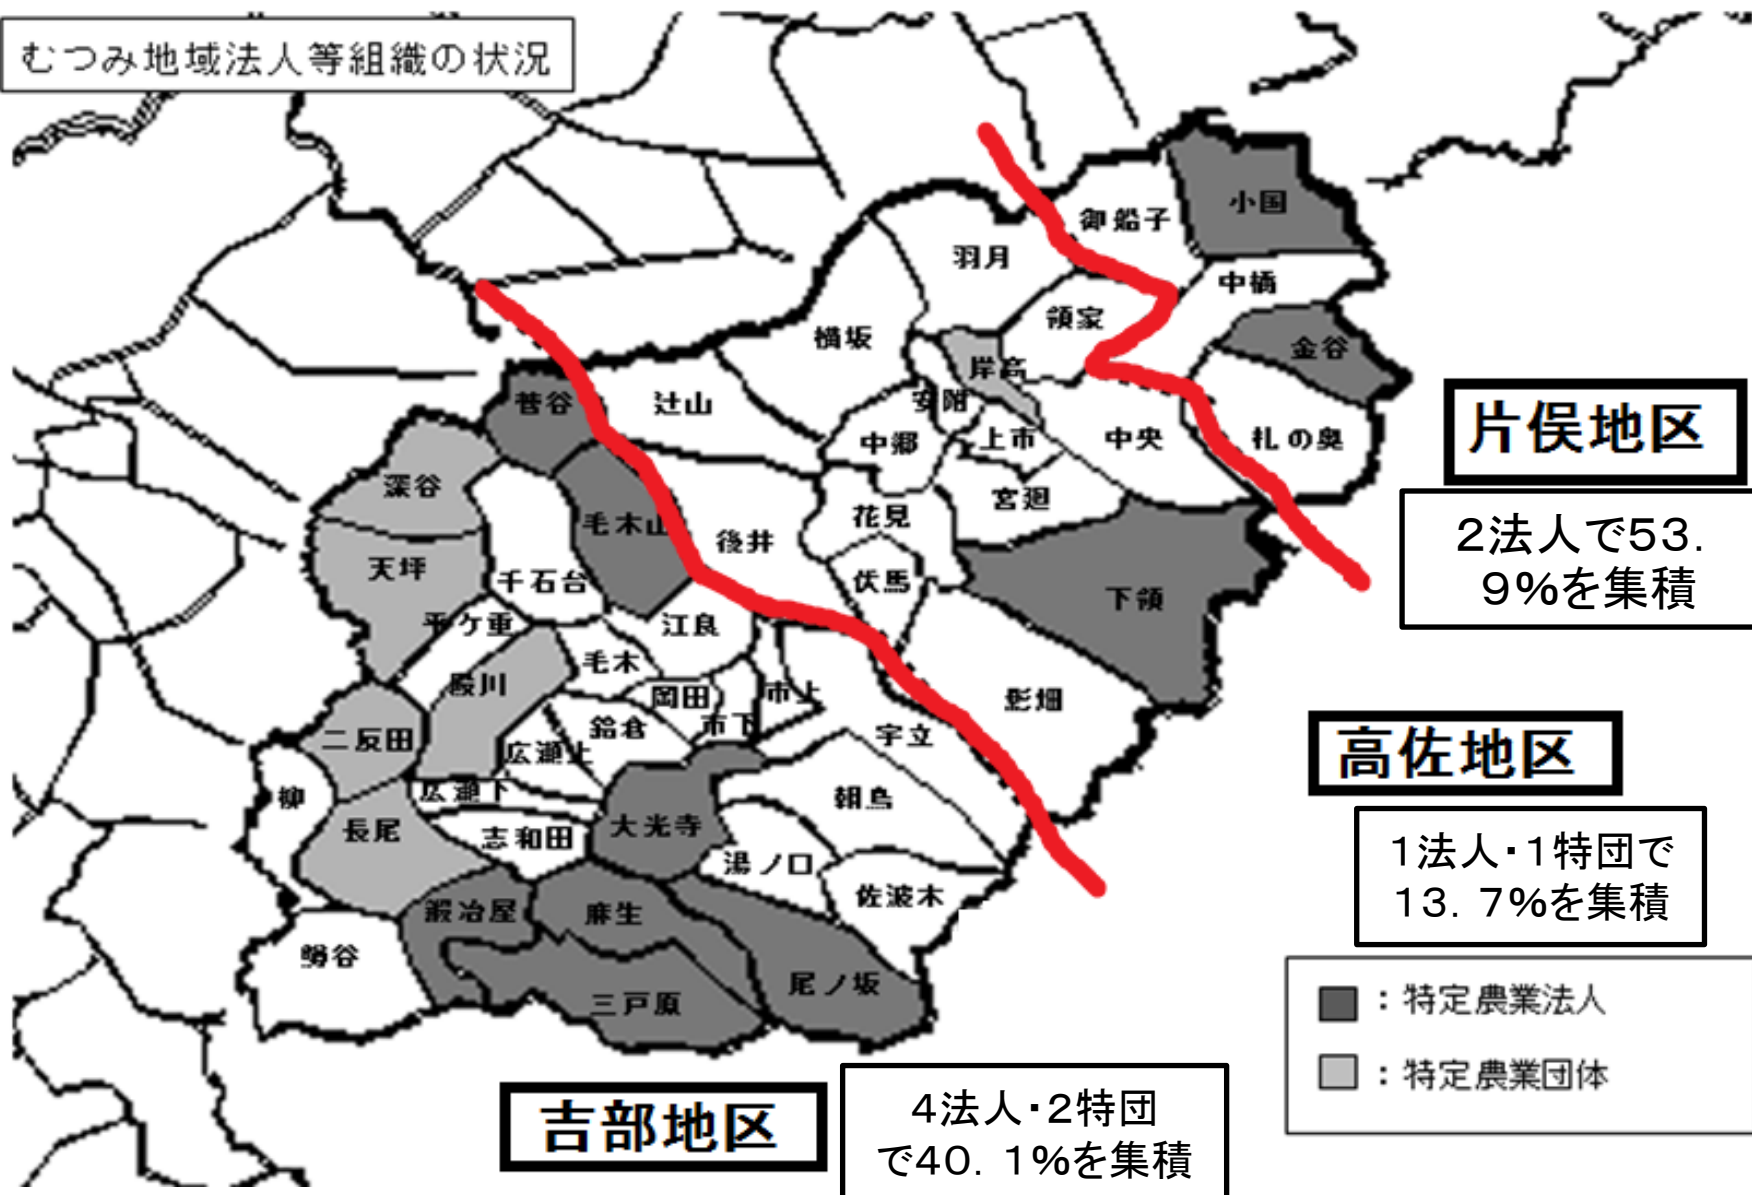 むつみ地域法人等組織の状況
小国
御船子
羽月
中橋
領家
横坂
金谷
岸高
菅谷
辻山
安附
中郷
上市
中央
札の奥
片俣地区
深谷
宮廻
2法人で53.
9%を集積
毛木山
後井
花見
天坪
千石台
伏馬
下領
平ケ重
江良
毛木
殿川
岡田
市上
彭畑
市下
鈴倉
宇立
二反田
広瀬上
高佐地区
柳
広瀬下
朝鳥
長尾
志和田
大光寺
1法人・1特団で
13.7%を集積
湯ノ口
佐波木
鍛冶屋
麻生
鰐谷
尾ノ坂
三戸原
:特定農業法人
:特定農業団体
吉部地区
4法人・2特団
で40.1%を集積